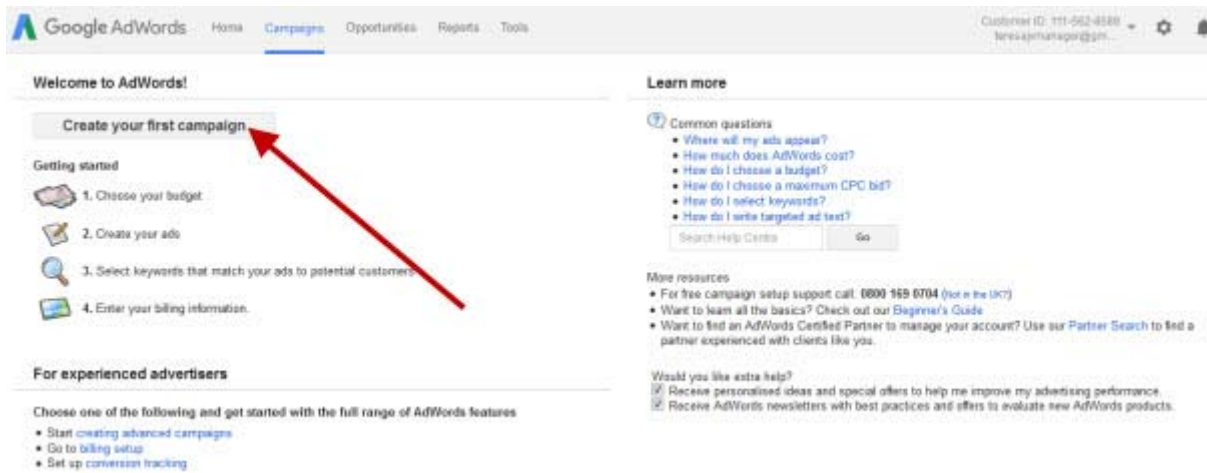 Google AdWords Home Campaigns Opportunities Reports Tools
Customer ID: 111-562-4588
Welcome to AdWords!
Create your first campaign
Getting started
1. Choose your budget
2. Create your ads
3. Select keywords that match your ads to potential customers
4. Enter your billing information.
For experienced advertisers
Choose one of the following and get started with the full range of AdWords features
• Start creating advanced campaigns
• Go to billing setup
• Set up conversion tracking
Learn more
Common questions
• Where will my ads appear?
• How much does AdWords cost?
• How do I choose a budget?
• How do I choose a maximum CPC bid?
• How do I select keywords?
• How do I write targeted ad text?
Search Help Centre Go
More resources
• For free campaign setup support call: 0800 169 0704 (Not in the UK?)
• Want to learn all the basics? Check out our Beginner's Guide
• Want to find an AdWords Certified Partner to manage your account? Use our Partner Search to find a
partner experienced with clients like you.
Would you like extra help?
Receive personalised ideas and special offers to help me improve my advertising performance.
Receive AdWords newsletters with best practices and offers to evaluate new AdWords products.